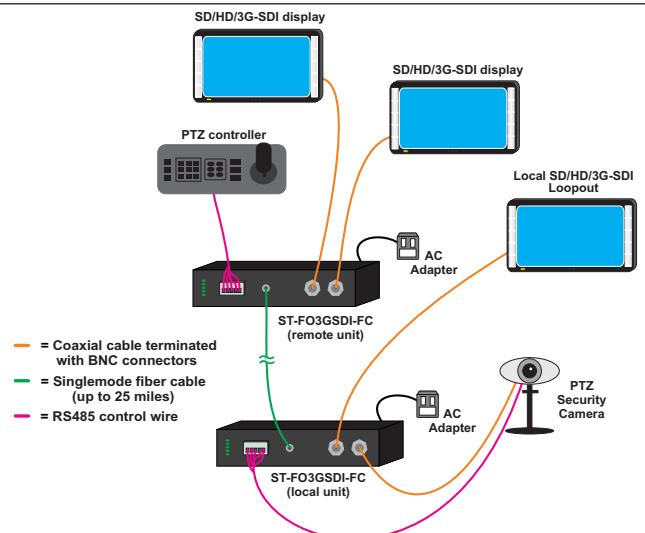 SD/HD/3G-SDI display
SD/HD/3G-SDI display
PTZ controller
Local SD/HD/3G-SDI
Loopout
AC
Adapter
ST-FO3GSDI-FC
(remote unit)
= Coaxial cable terminated
with BNC connectors
= Singlemode fiber cable
(up to 25 miles)
= RS485 control wire
PTZ
Security
Camera
AC
Adapter
ST-FO3GSDI-FC
(local unit)